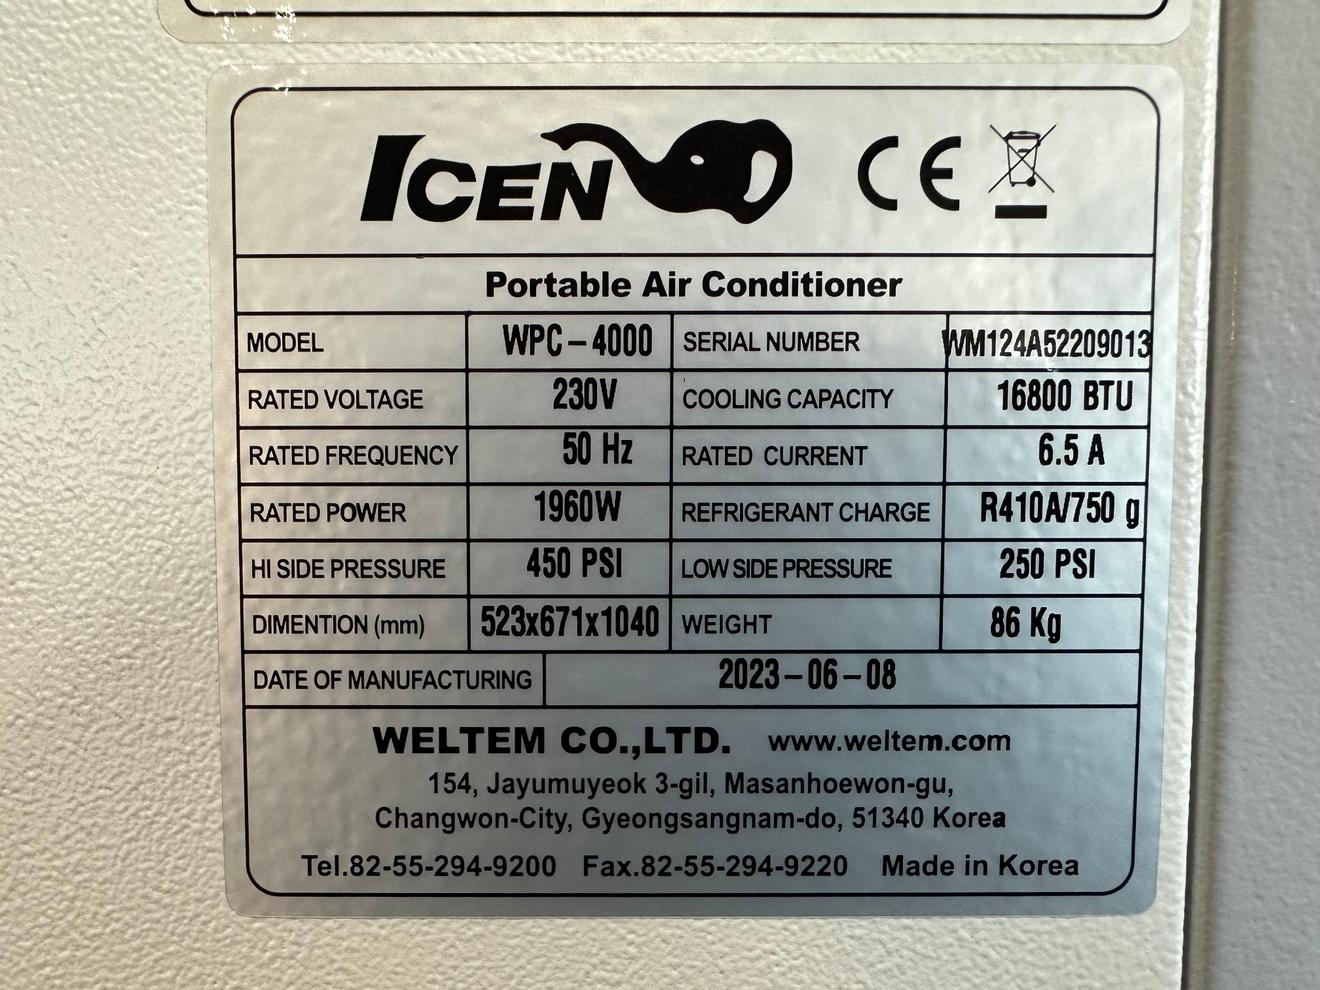 ICEN CE
Portable Air Conditioner
MODEL WPC-4000 SERIAL NUMBER WM124A52209013
RATED VOLTAGE 230V COOLING CAPACITY 16800 BTU
RATED FREQUENCY 50 Hz RATED CURRENT 6.5 A
RATED POWER 1960W REFRIGERANT CHARGE R410A/750 g
HI SIDE PRESSURE 450 PSI LOW SIDE PRESSURE 250 PSI
DIMENTION (mm) 523x671x1040 WEIGHT 86 Kg
DATE OF MANUFACTURING 2023-06-08
WELTEM CO.,LTD. www.weltem.com
154, Jayumuyeok 3-gil, Masanhoewon-gu,
Changwon-City, Gyeongsangnam-do, 51340 Korea
Tel.82-55-294-9200 Fax.82-55-294-9220 Made in Korea